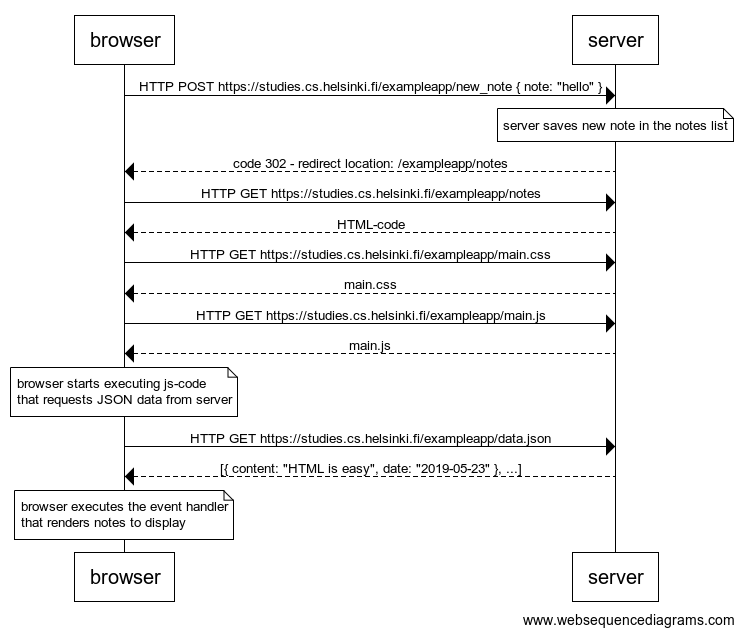 browser
server
HTTP POST https://studies.cs.helsinki.fi/exampleapp/new_note { note: "hello" }
server saves new note in the notes list
code 302 - redirect location: /exampleapp/notes
HTTP GET https://studies.cs.helsinki.fi/exampleapp/notes
HTML-code
HTTP GET https://studies.cs.helsinki.fi/exampleapp/main.css
main.css
HTTP GET https://studies.cs.helsinki.fi/exampleapp/main.js
main.js
browser starts executing js-code
that requests JSON data from server
HTTP GET https://studies.cs.helsinki.fi/exampleapp/data.json
[{ content: "HTML is easy", date: "2019-05-23" }, ...]
browser executes the event handler
that renders notes to display
browser
server
www.websequencediagrams.com